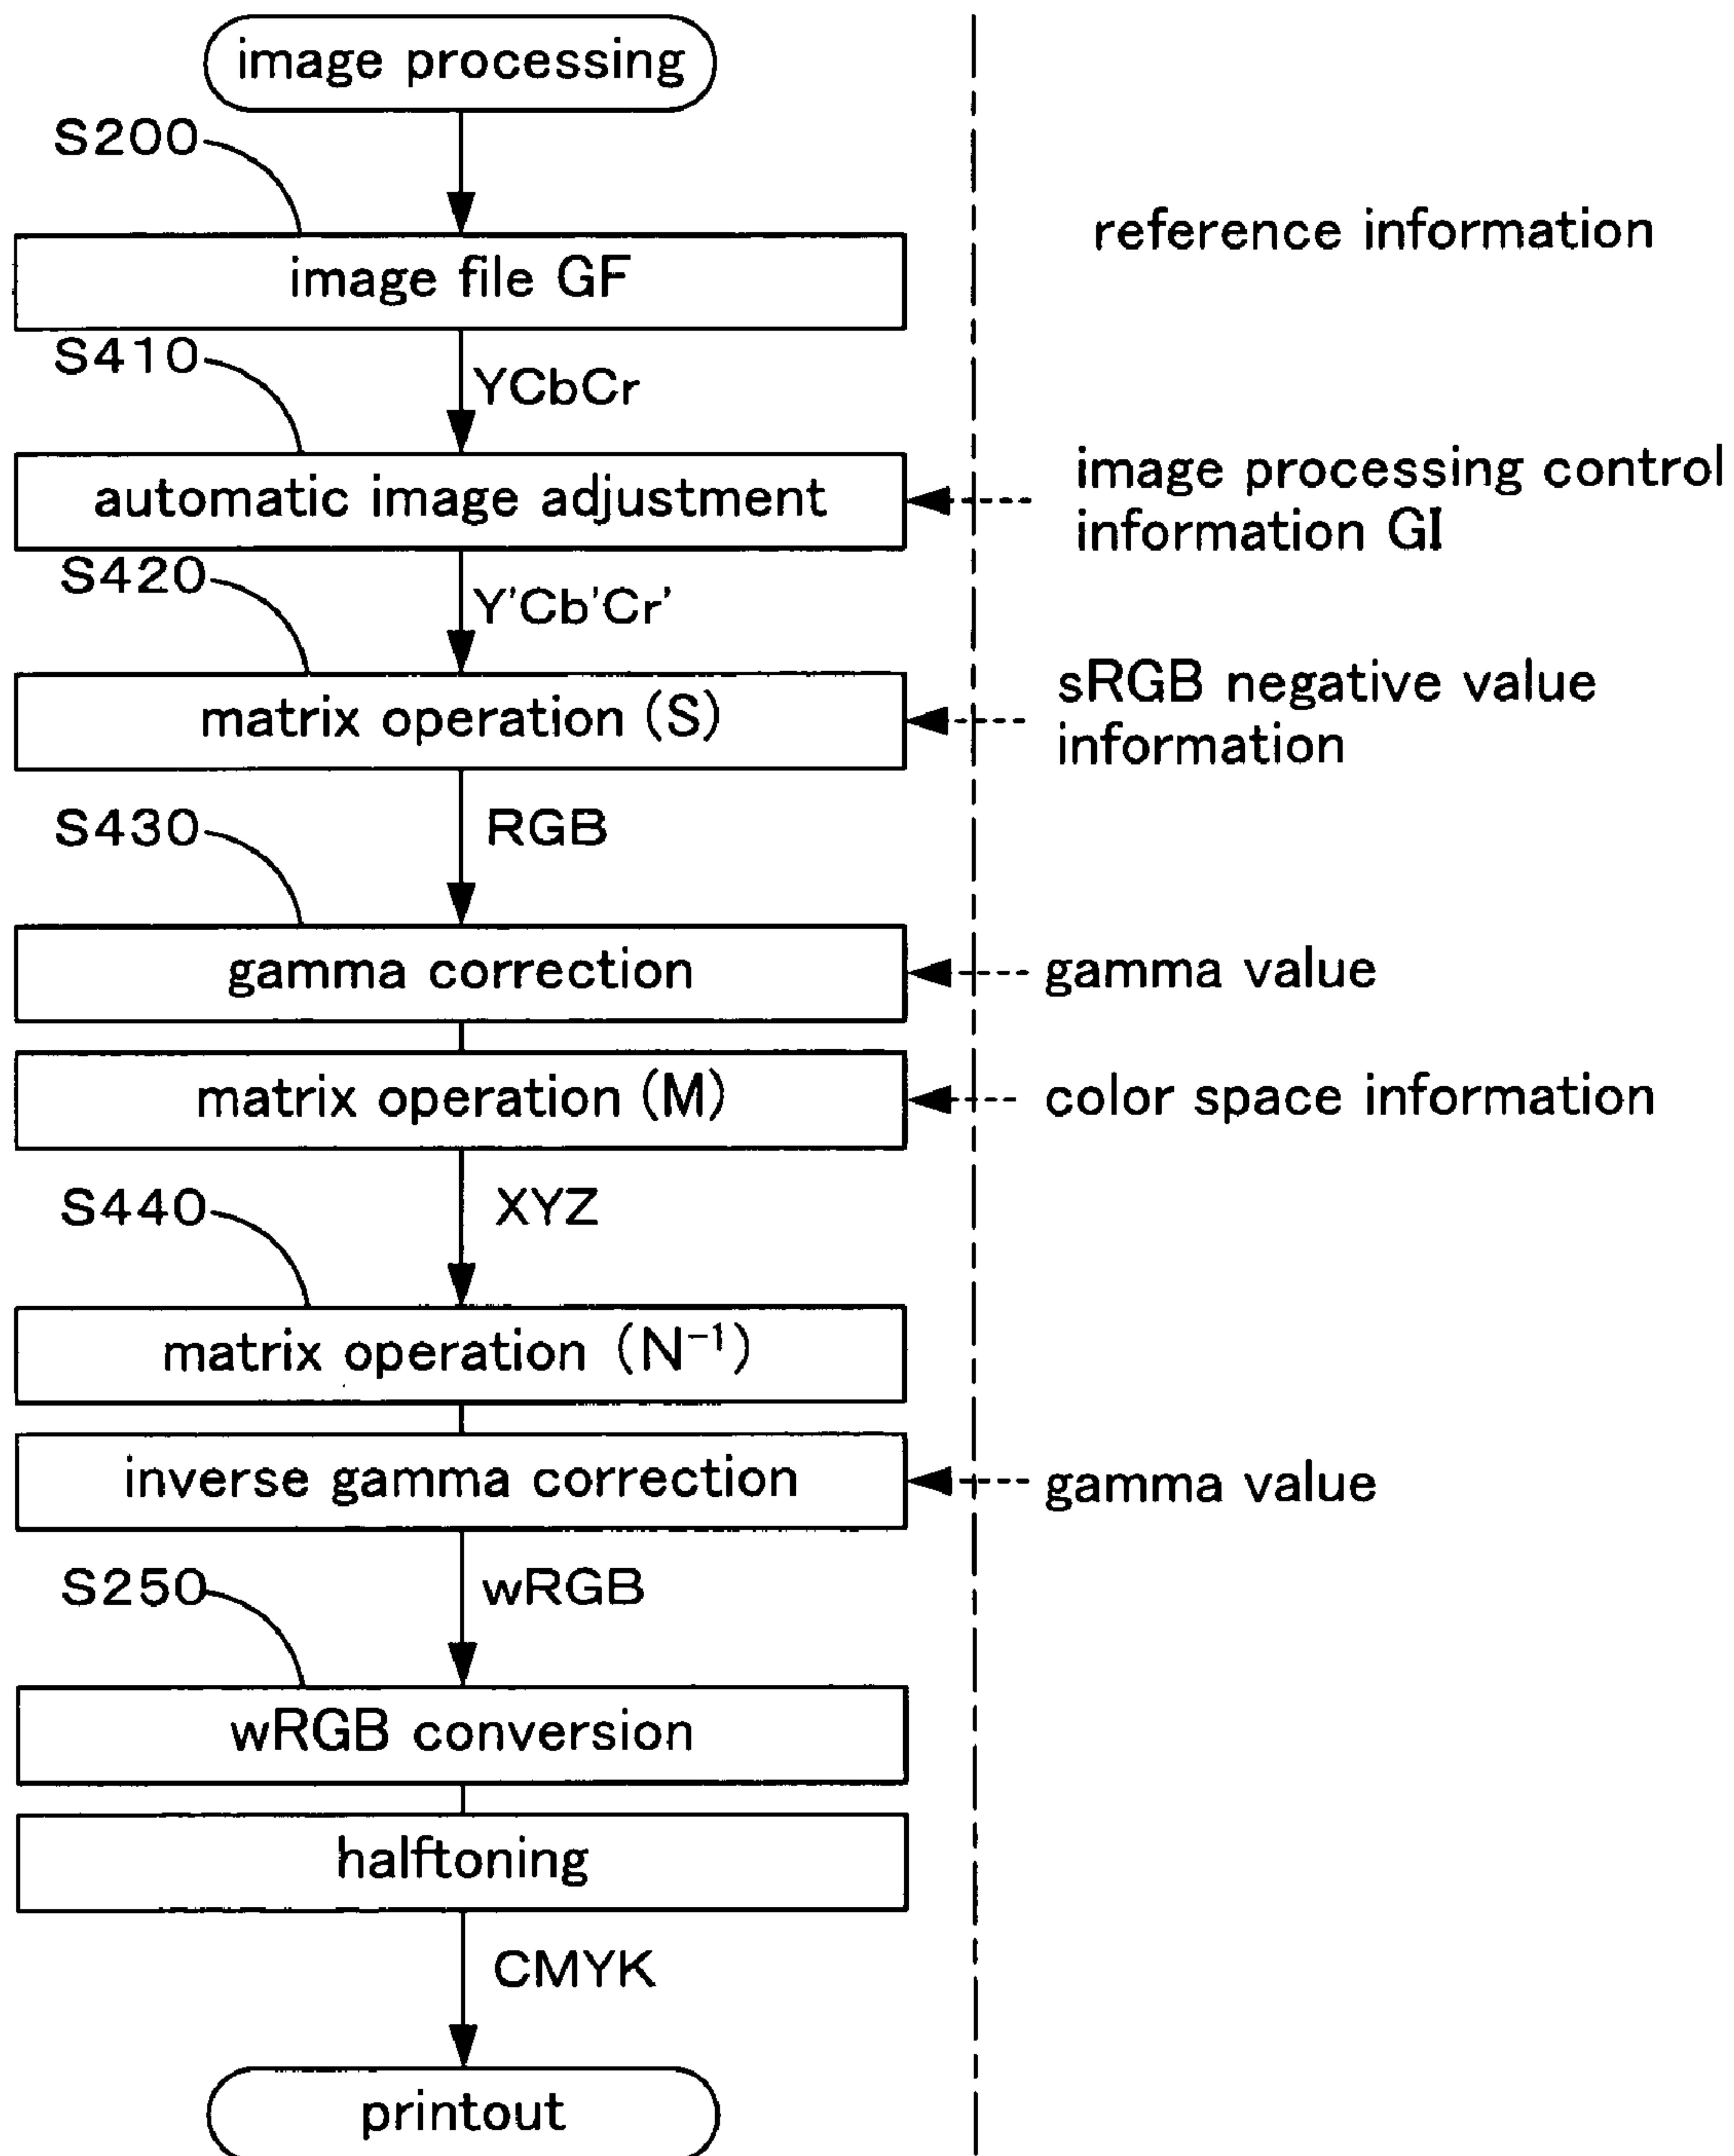 image processing
S200
reference information
image file GF
S410
YCbCr
automatic image adjustment
image processing control
information GI
S420
Y'Cb'Cr'
matrix operation (S)
sRGB negative value
information
S430
RGB
gamma correction
gamma value
matrix operation (M)
color space information
S440
XYZ
matrix operation (N⁻¹)
inverse gamma correction
gamma value
S250
wRGB
wRGB conversion
halftoning
CMYK
printout